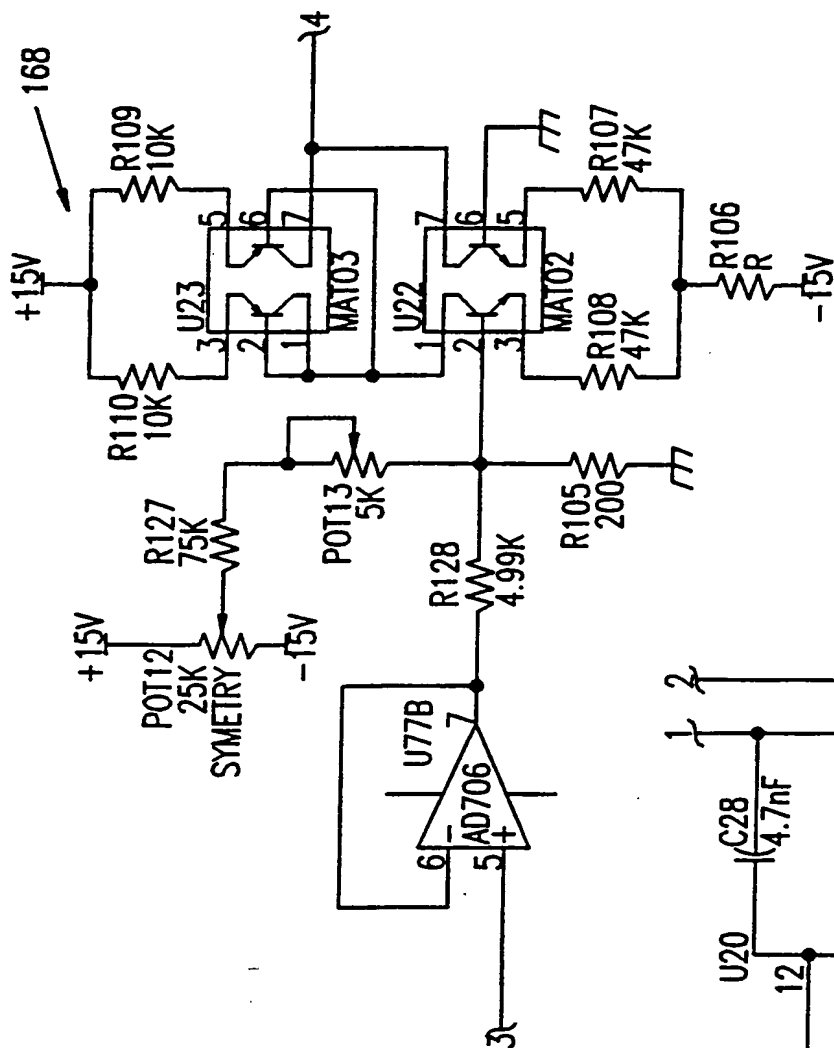 168
+15V
R110
10K
R109
10K
3
2
1
U23
MAT03
5
6
7
4
+15V
POT12
25K
SYMETRY
-15V
R127
75K
POT13
5K
1
2
3
U22
MAT02
7
6
5
R108
47K
R107
47K
R106
R
-15V
R105
200
R128
4.99K
U77B
7
AD706
6
-
5
+
3
1
2
C28
4.7nF
U20
12